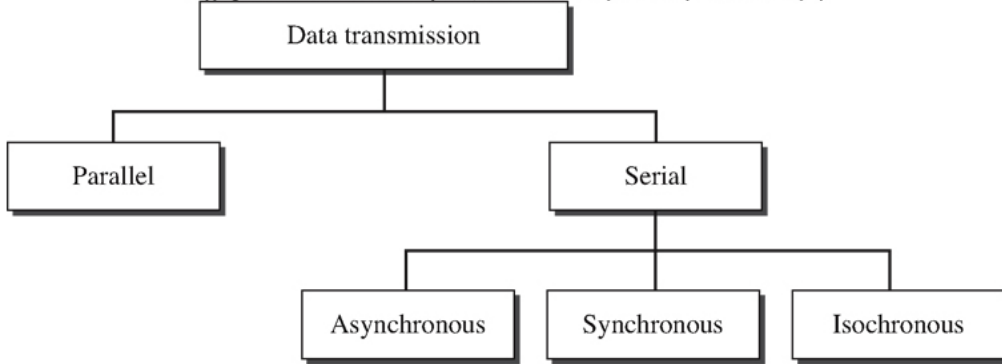 Data transmission
Parallel
Serial
Asynchronous
Synchronous
Isochronous